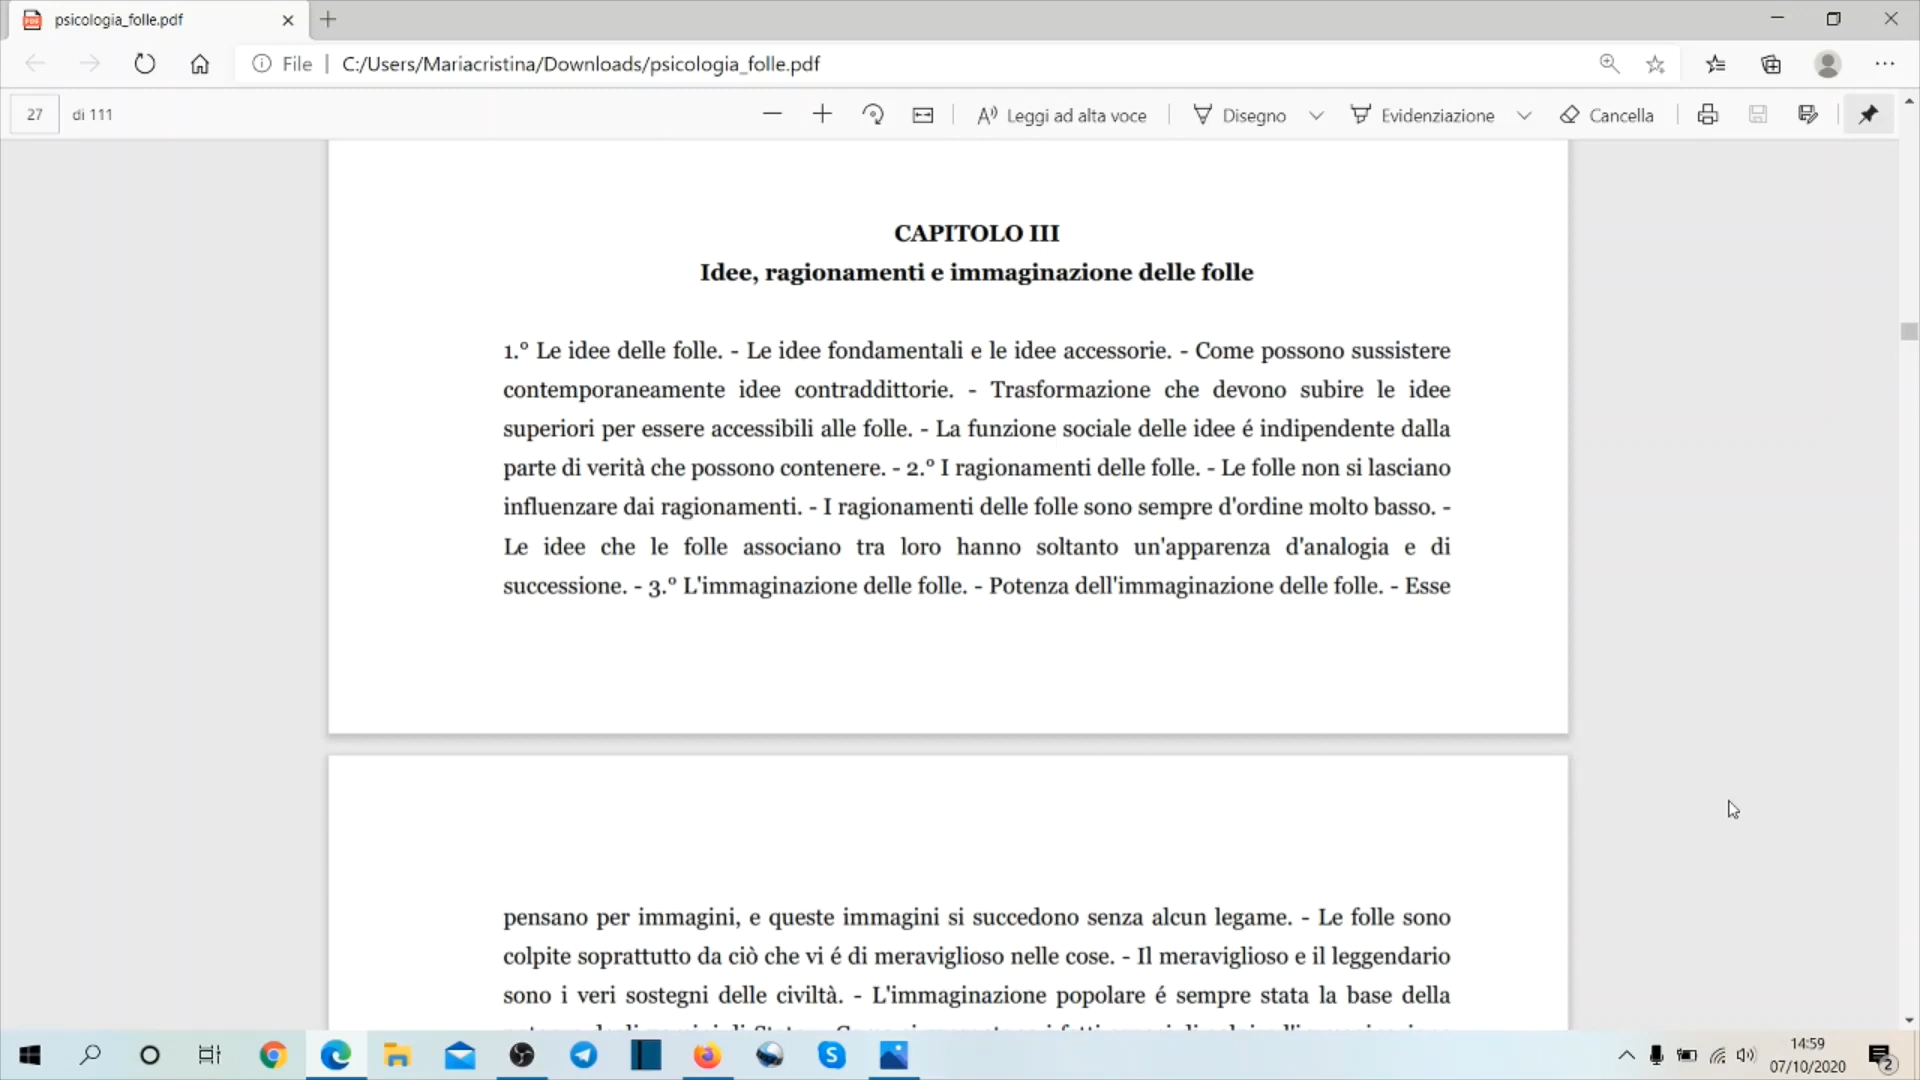 psicologia_folle.pdf
File | C:/Users/Mariacristina/Downloads/psicologia_folle.pdf
27 di 111 Leggi ad alta voce Disegno Evidenziazione Cancella
CAPITOLO III
Idee, ragionamenti e immaginazione delle folle
1.° Le idee delle folle. - Le idee fondamentali e le idee accessorie. - Come possono sussistere
contemporaneamente idee contraddittorie. - Trasformazione che devono subire le idee
superiori per essere accessibili alle folle. - La funzione sociale delle idee é indipendente dalla
parte di verità che possono contenere. - 2.° I ragionamenti delle folle. - Le folle non si lasciano
influenzare dai ragionamenti. - I ragionamenti delle folle sono sempre d'ordine molto basso. -
Le idee che le folle associano tra loro hanno soltanto un'apparenza d'analogia e di
successione. - 3.° L'immaginazione delle folle. - Potenza dell'immaginazione delle folle. - Esse
pensano per immagini, e queste immagini si succedono senza alcun legame. - Le folle sono
colpite soprattutto da ciò che vi é di meraviglioso nelle cose. - Il meraviglioso e il leggendario
sono i veri sostegni delle civiltà. - L'immaginazione popolare é sempre stata la base della
14:59
07/10/2020
2